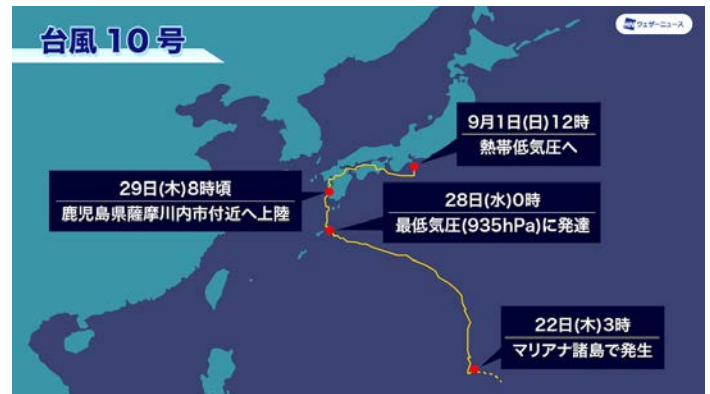 台風10号
ウェザーニュース
9月1日(日)12時
熱帯低気圧へ
29日(木)8時頃
鹿児島県薩摩川内市付近へ上陸
28日(水)0時
最低気圧(935hPa)に発達
22日(木)3時
マリアナ諸島で発生